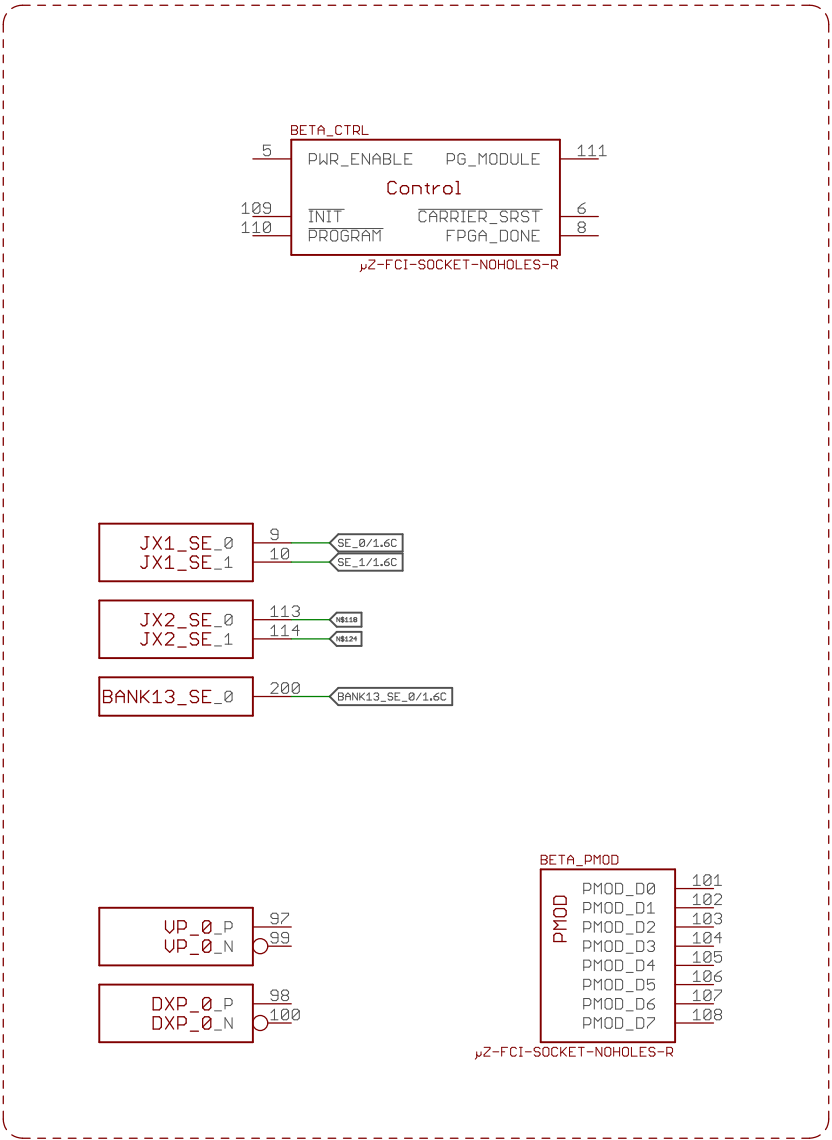 BETA_CTRL
5 PWR_ENABLE PG_MODULE 111
Control
109 INIT CARRIER_SRST 6
110 PROGRAM FPGA_DONE 8
µZ-FCI-SOCKET-NOHOLES-R
JX1_SE_0 9 SE_0/1.6C
JX1_SE_1 10 SE_1/1.6C
JX2_SE_0 113 N$118
JX2_SE_1 114 N$124
BANK13_SE_0 200 BANK13_SE_0/1.6C
BETA_PMOD
PMOD
PMOD_D0 101
PMOD_D1 102
PMOD_D2 103
PMOD_D3 104
PMOD_D4 105
PMOD_D5 106
PMOD_D6 107
PMOD_D7 108
µZ-FCI-SOCKET-NOHOLES-R
VP_0_P 97
VP_0_N 99
DXP_0_P 98
DXP_0_N 100